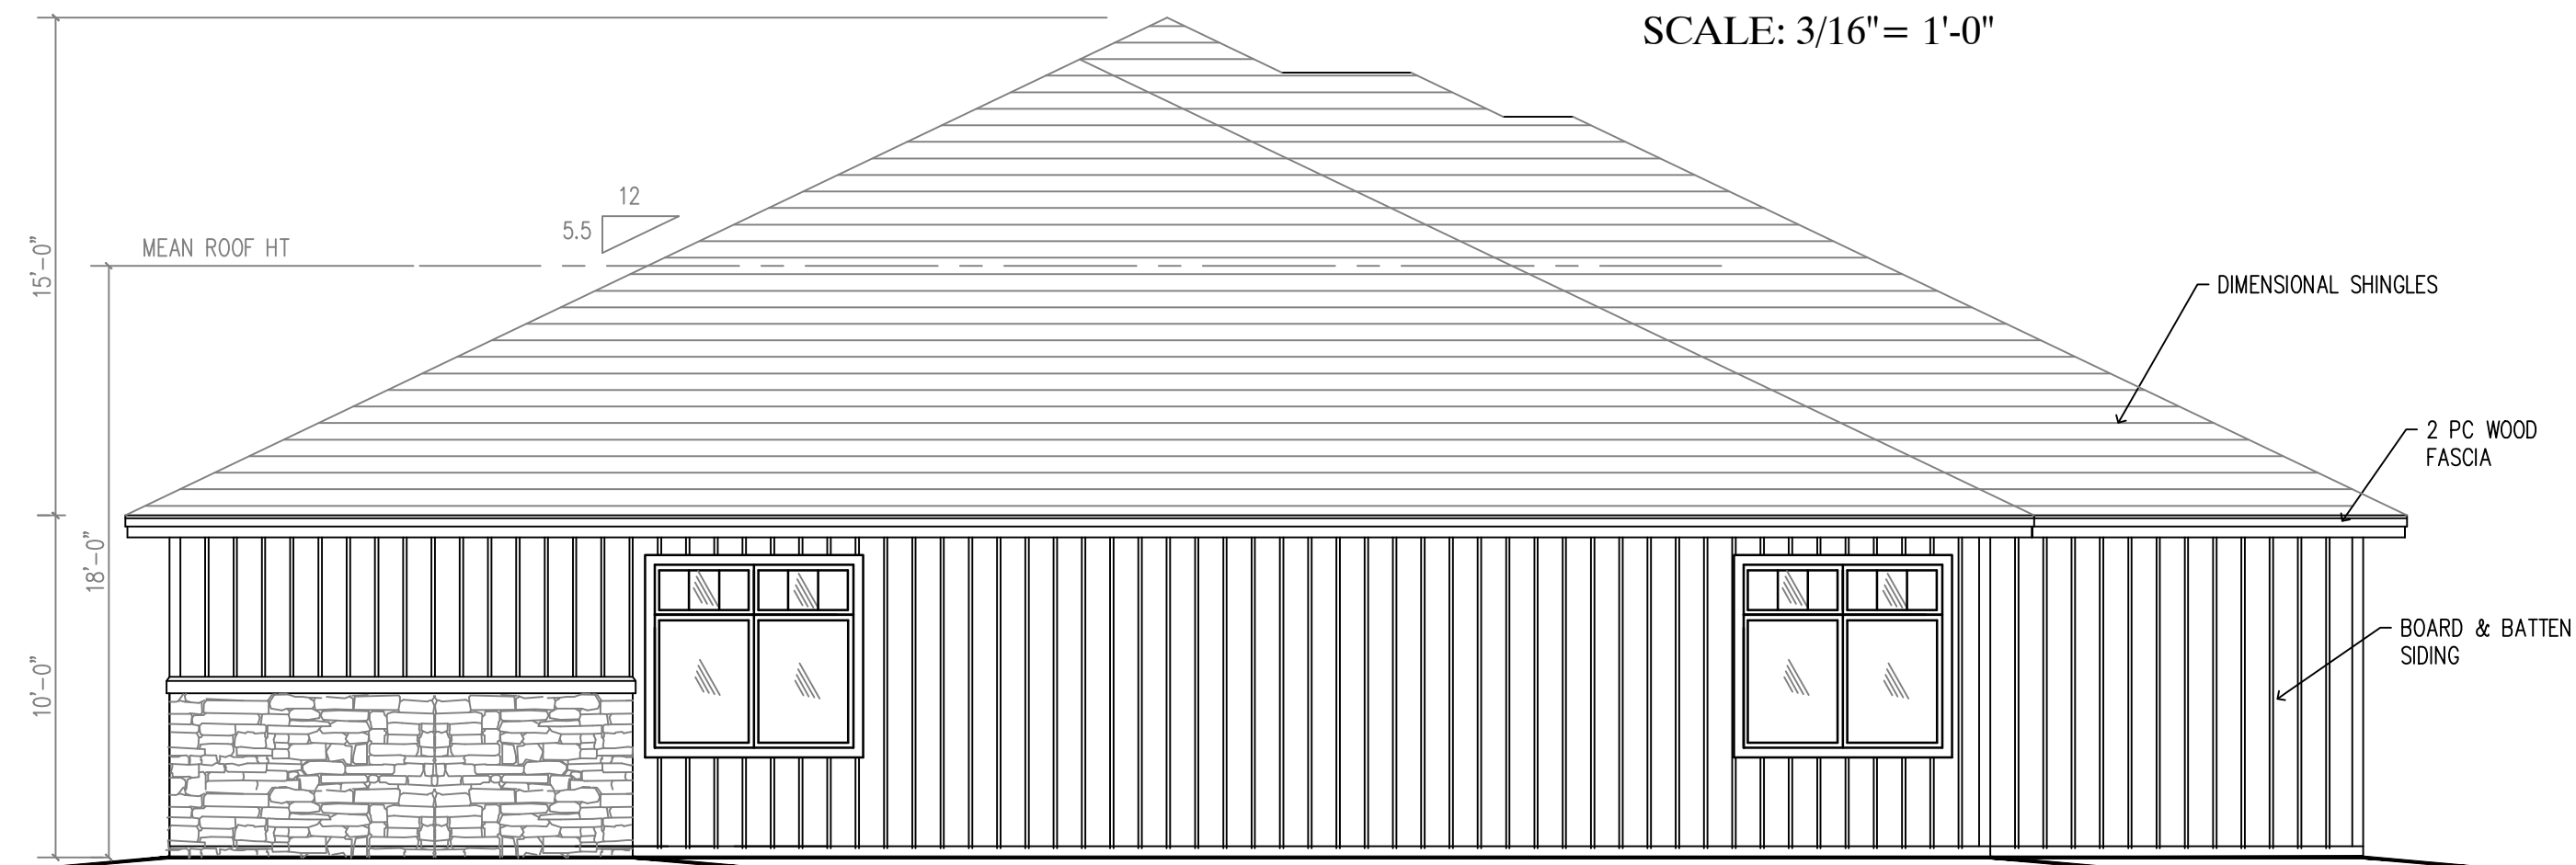 SCALE: 3/16"= 1'-0"
12
5.5
MEAN ROOF HT
15'-0"
DIMENSIONAL SHINGLES
2 PC WOOD
FASCIA
18'-0"
BOARD & BATTEN
SIDING
10'-0"